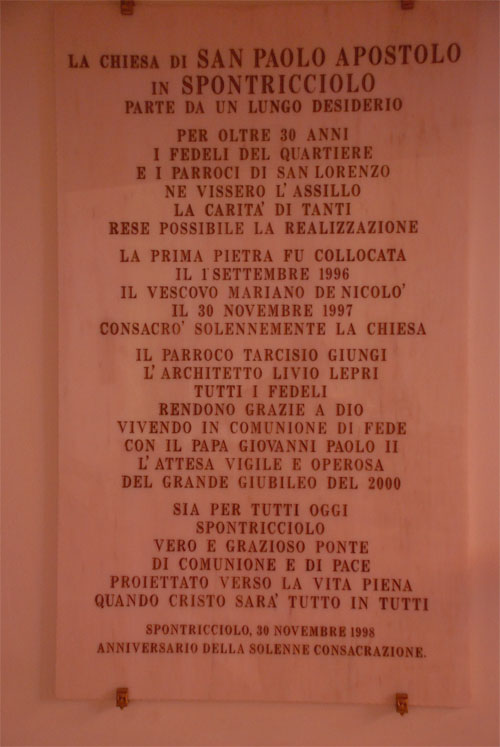 LA CHIESA DI SAN PAOLO APOSTOLO
IN SPONTRICCIOLO
PARTE DA UN LUNGO DESIDERIO
PER OLTRE 30 ANNI
I FEDELI DEL QUARTIERE
E I PARROCI DI SAN LORENZO
NE VISSERO L'ASSILLO
LA CARITA' DI TANTI
RESE POSSIBILE LA REALIZZAZIONE
LA PRIMA PIETRA FU COLLOCATA
IL 1° SETTEMBRE 1996
IL VESCOVO MARIANO DE NICOLO'
IL 30 NOVEMBRE 1997
CONSACRO' SOLENNEMENTE LA CHIESA
IL PARROCO TARCISIO GIUNGI
L'ARCHITETTO LIVIO LEPRI
TUTTI I FEDELI
RENDONO GRAZIE A DIO
VIVENDO IN COMUNIONE DI FEDE
CON IL PAPA GIOVANNI PAOLO II
L'ATTESA VIGILE E OPEROSA
DEL GRANDE GIUBILEO DEL 2000
SIA PER TUTTI OGGI
SPONTRICCIOLO
VERO E GRAZIOSO PONTE
DI COMUNIONE E DI PACE
PROIETTATO VERSO LA VITA PIENA
QUANDO CRISTO SARA' TUTTO IN TUTTI
SPONTRICCIOLO, 30 NOVEMBRE 1998
ANNIVERSARIO DELLA SOLENNE CONSACRAZIONE.